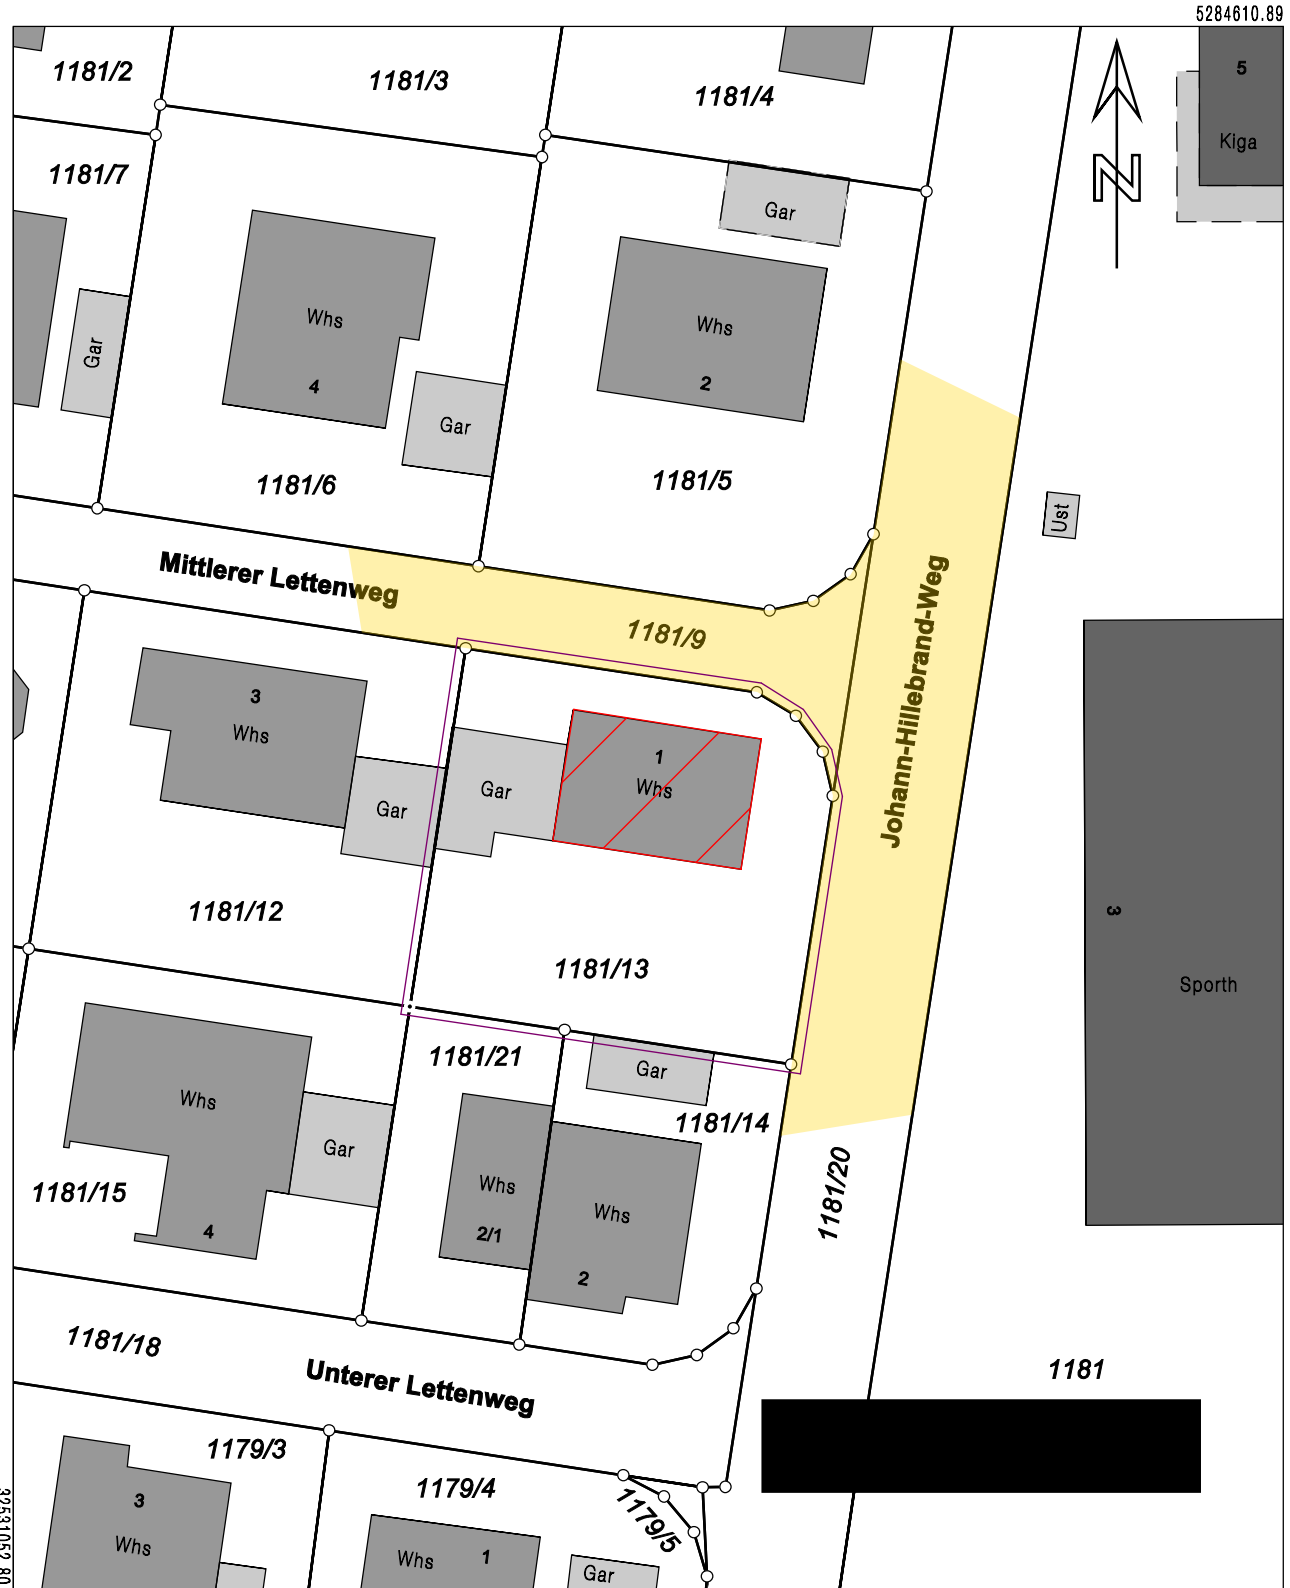 5284610.89
1181/2
1181/3
1181/4
5
Kiga
N
1181/7
Gar
Whs
4
Gar
Gar
Whs
2
1181/6
1181/5
Ust
Mittlerer Lettenweg
1181/9
Johann-Hillebrand-Weg
3
Whs
Gar
Gar
1
Whs
1181/12
1181/13
3
Sporth
1181/21
Gar
1181/14
Whs
Gar
1181/15
4
Whs
2/1
Whs
2
1181/20
1181/18
Unterer Lettenweg
1181
1179/3
1179/4
1179/5
3
Whs
Whs
1
Gar
32531052.80